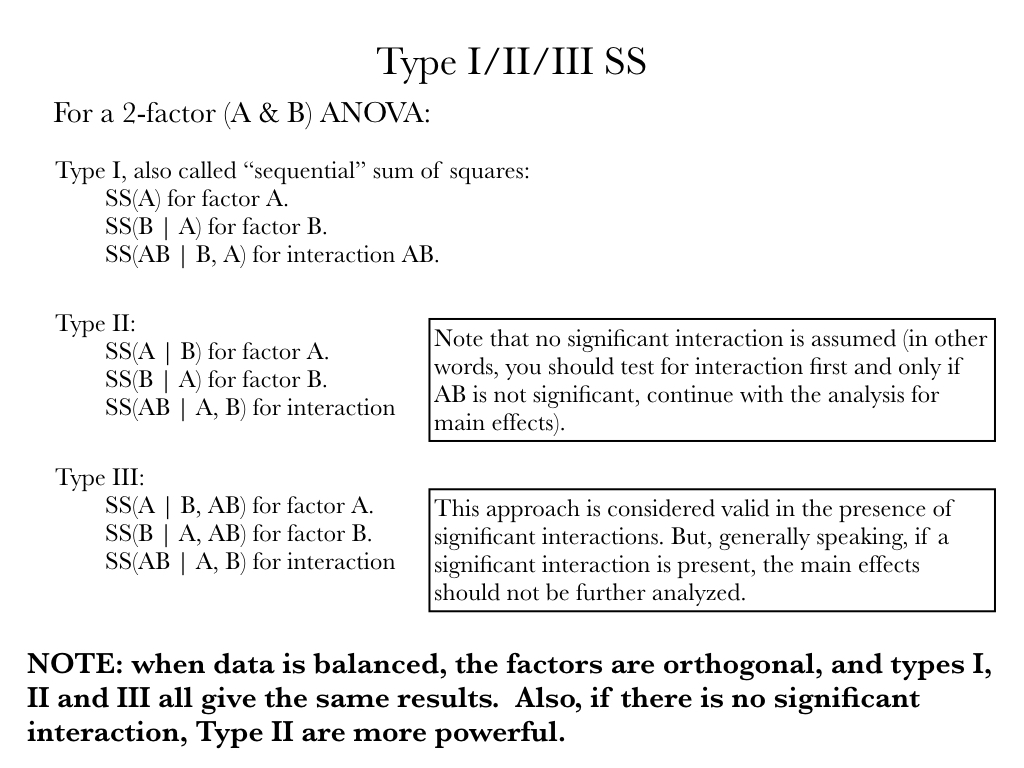 Type I/II/III SS
For a 2-factor (A & B) ANOVA:
Type I, also called “sequential” sum of squares:
SS(A) for factor A.
SS(B | A) for factor B.
SS(AB | B, A) for interaction AB.
Type II:
SS(A | B) for factor A.
SS(B | A) for factor B.
SS(AB | A, B) for interaction
Note that no significant interaction is assumed (in other
words, you should test for interaction first and only if
AB is not significant, continue with the analysis for
main effects).
Type III:
SS(A | B, AB) for factor A.
SS(B | A, AB) for factor B.
SS(AB | A, B) for interaction
This approach is considered valid in the presence of
significant interactions. But, generally speaking, if a
significant interaction is present, the main effects
should not be further analyzed.
NOTE: when data is balanced, the factors are orthogonal, and types I,
II and III all give the same results. Also, if there is no significant
interaction, Type II are more powerful.